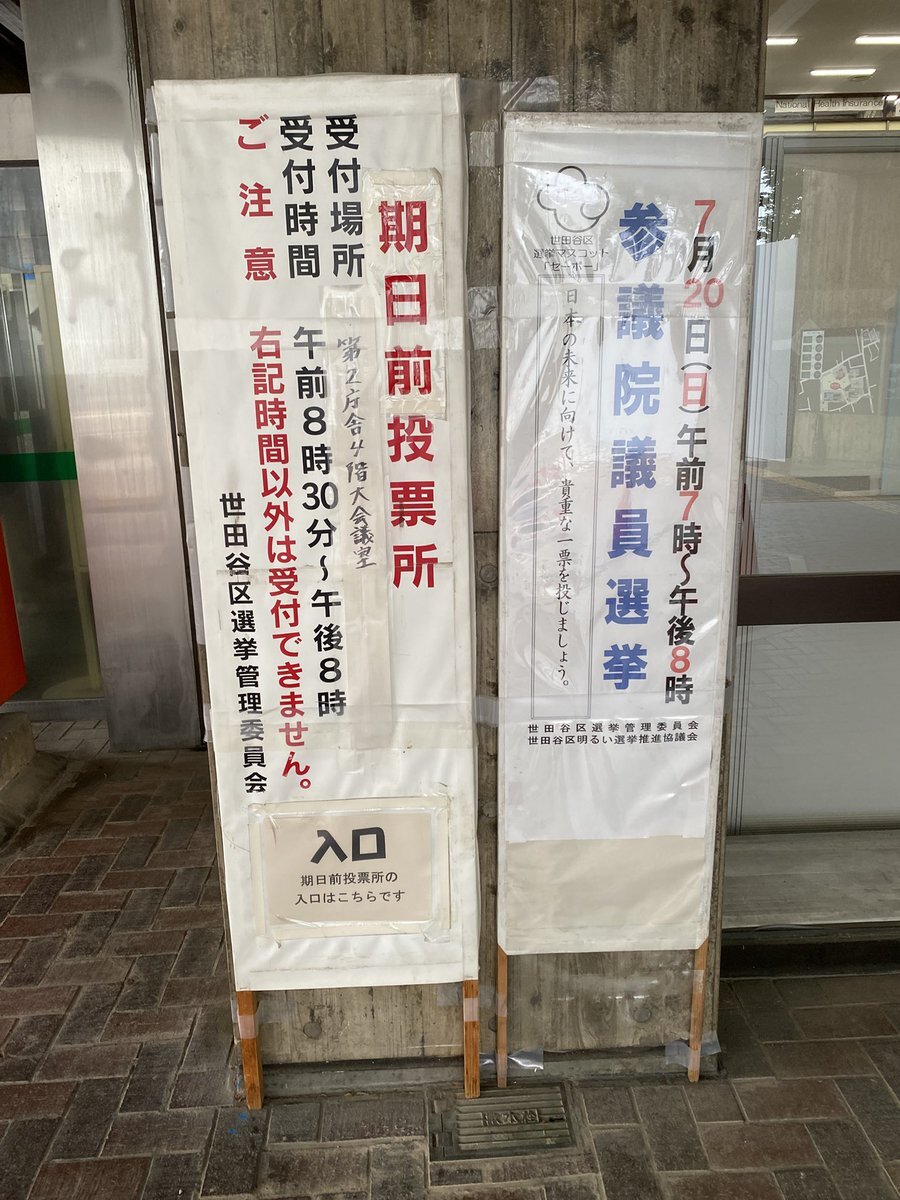 期日前投票所
受付場所 第2庁舎4階大会議室
受付時間 午前8時30分～午後8時
ご注意 右記時間以外は受付できません。
世田谷区選挙管理委員会
入口
期日前投票所の
入口はこちらです
7月20日(日)午前7時～午後8時
参議院議員選挙
世田谷区
選挙マスコット
「セーボー」
日本の未来に向けて、貴重な一票を投じましょう。
世田谷区選挙管理委員会
世田谷区明るい選挙推進協議会
National Health Insurance